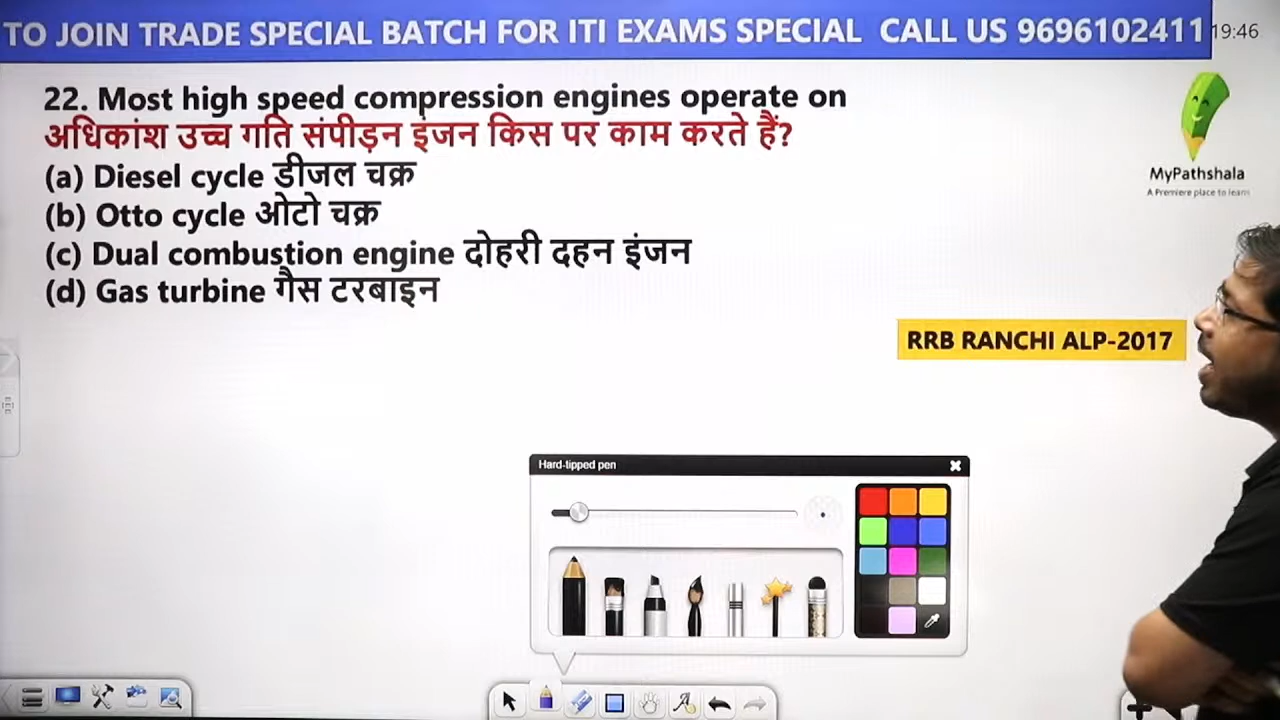 TO JOIN TRADE SPECIAL BATCH FOR ITI EXAMS SPECIAL CALL US 9696102411
19:46
22. Most high speed compression engines operate on
अधिकांश उच्च गति संपीड़न इंजन किस पर काम करते हैं?
(a) Diesel cycle डीजल चक्र
(b) Otto cycle ओटो चक्र
(c) Dual combustion engine दोहरी दहन इंजन
(d) Gas turbine गैस टरबाइन
MyPathshala
A Premiere place to learn
RRB RANCHI ALP-2017
Hard-tipped pen